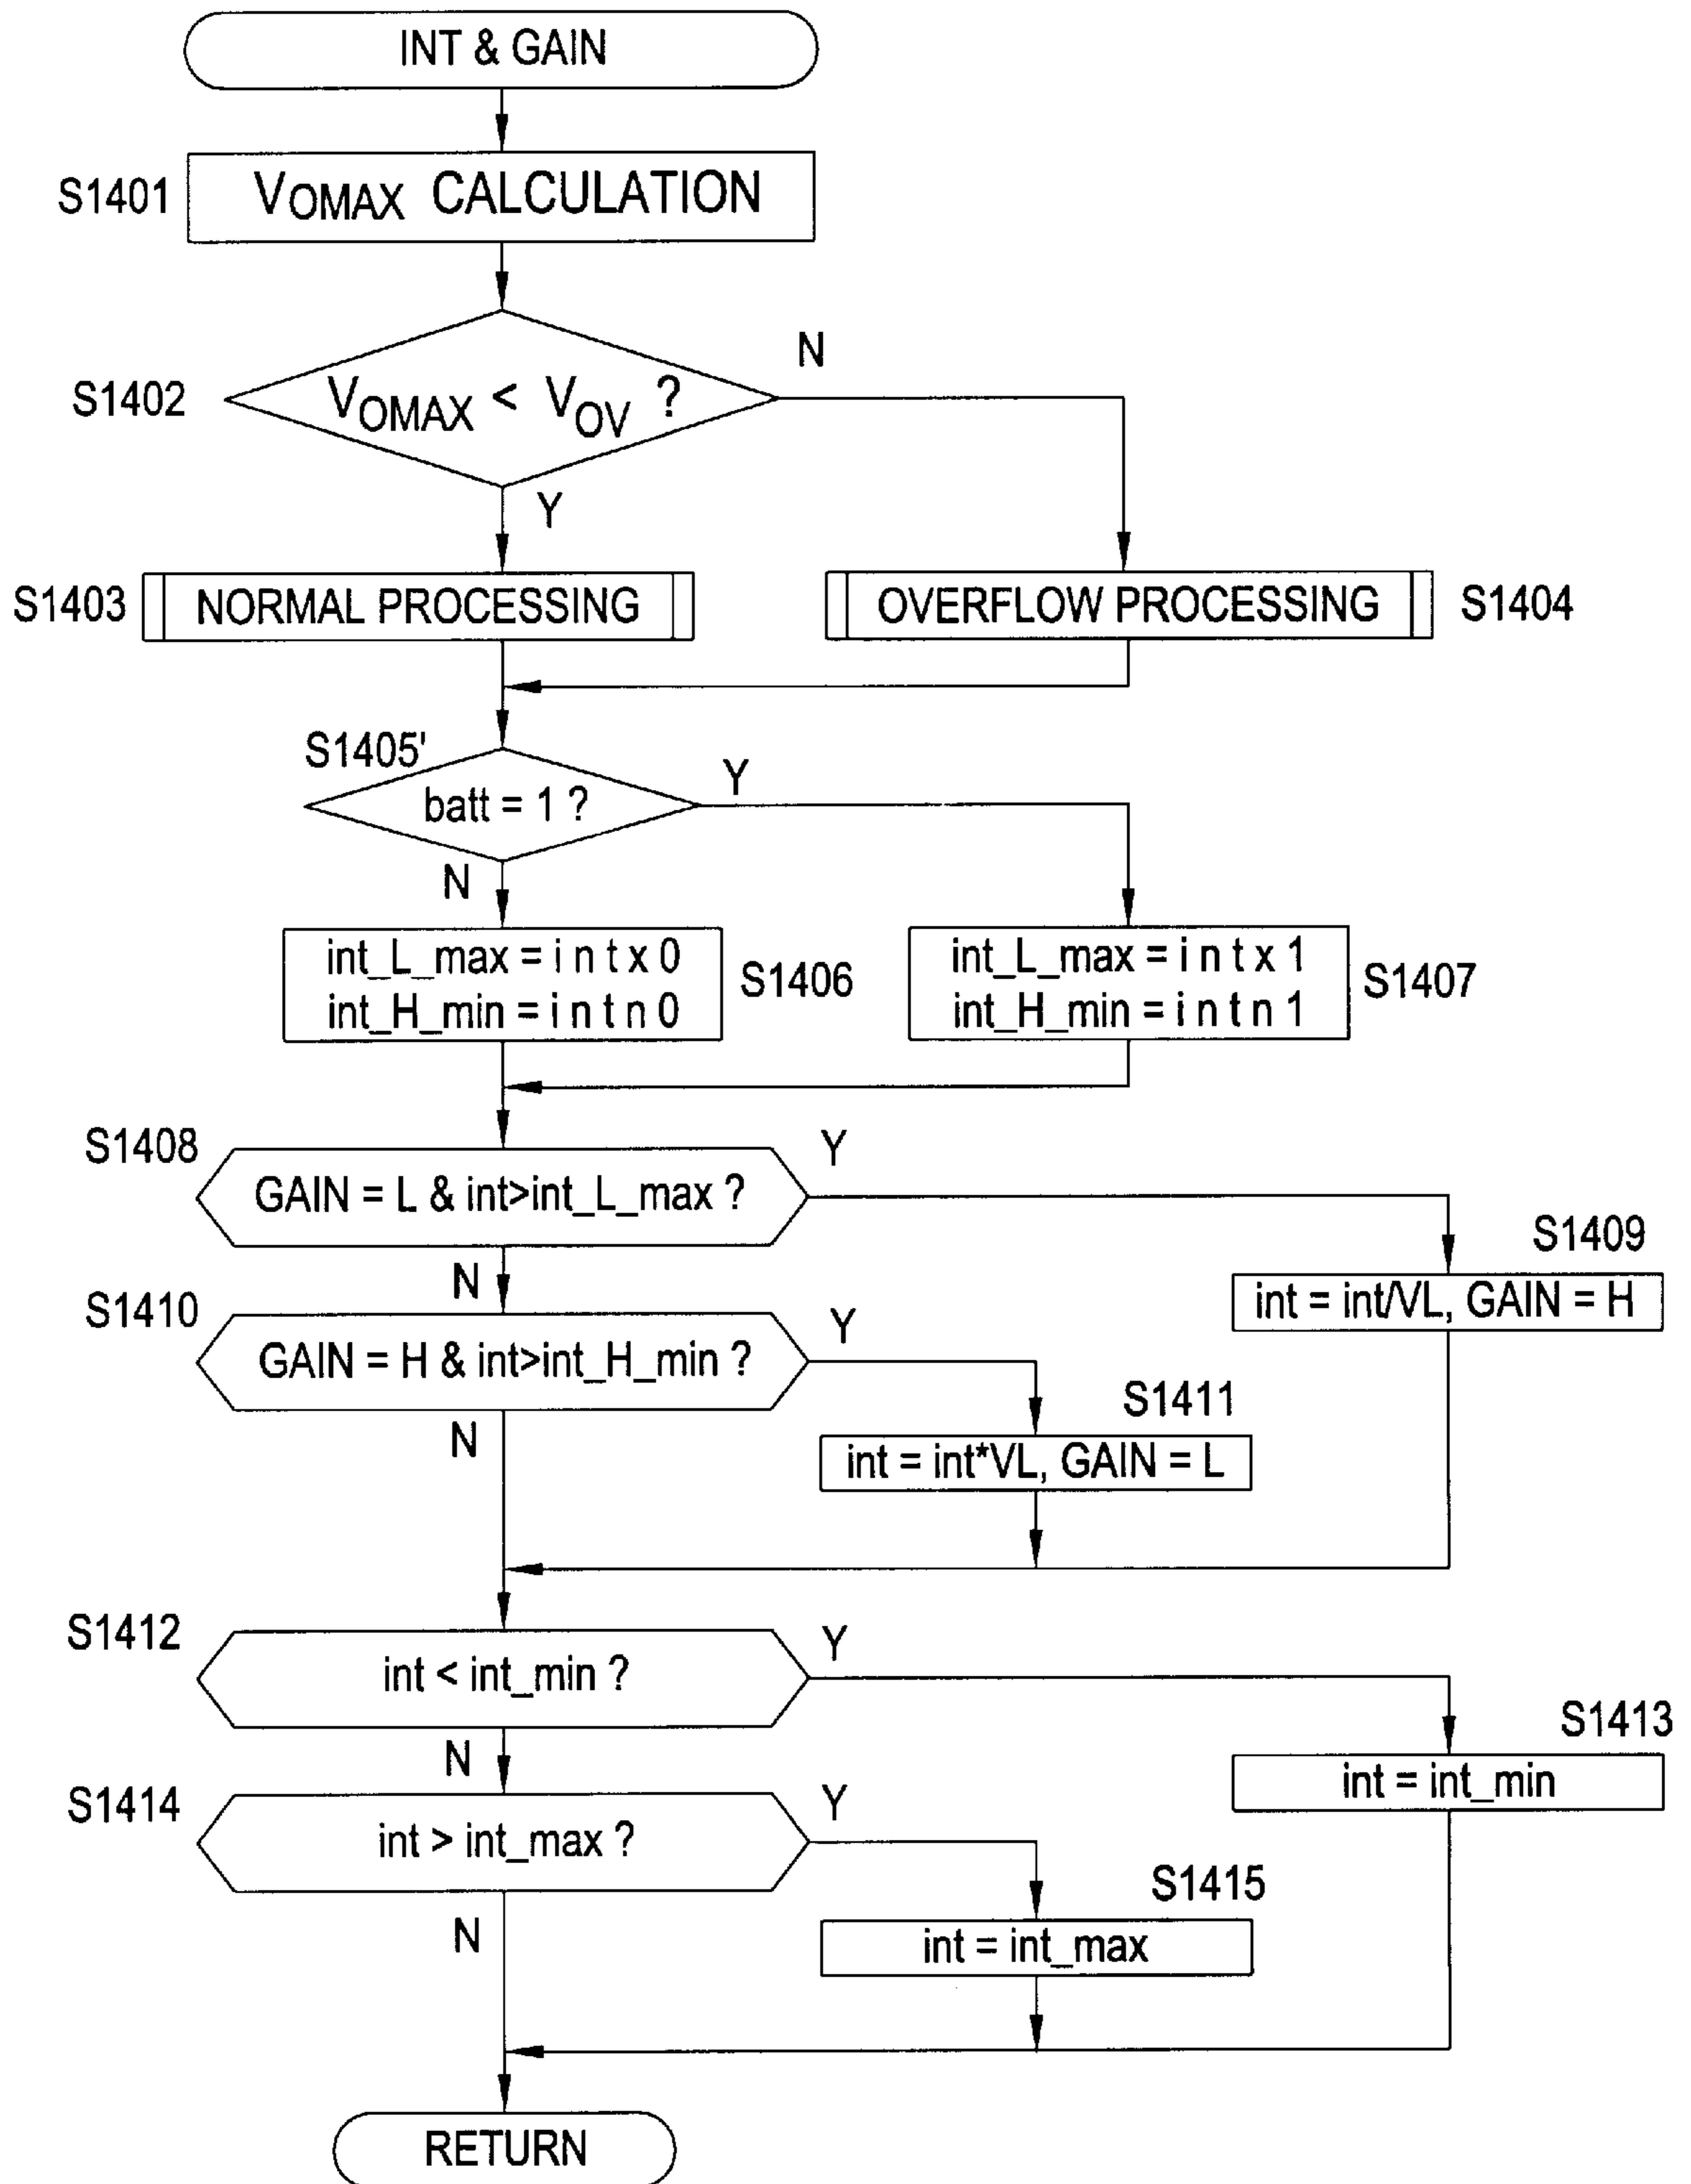 INT & GAIN
S1401
VOMAX CALCULATION
N
S1402
VOMAX < VOV ?
Y
S1403
NORMAL PROCESSING
OVERFLOW PROCESSING
S1404
S1405'
Y
batt = 1 ?
N
int_L_max = i n t x 0
int_H_min = i n t n 0
S1406
int_L_max = i n t x 1
int_H_min = i n t n 1
S1407
S1408
Y
GAIN = L & int>int_L_max ?
S1409
N
int = int/VL, GAIN = H
S1410
Y
GAIN = H & int>int_H_min ?
S1411
N
int = int*VL, GAIN = L
S1412
Y
int < int_min ?
S1413
N
int = int_min
S1414
Y
int > int_max ?
S1415
N
int = int_max
RETURN